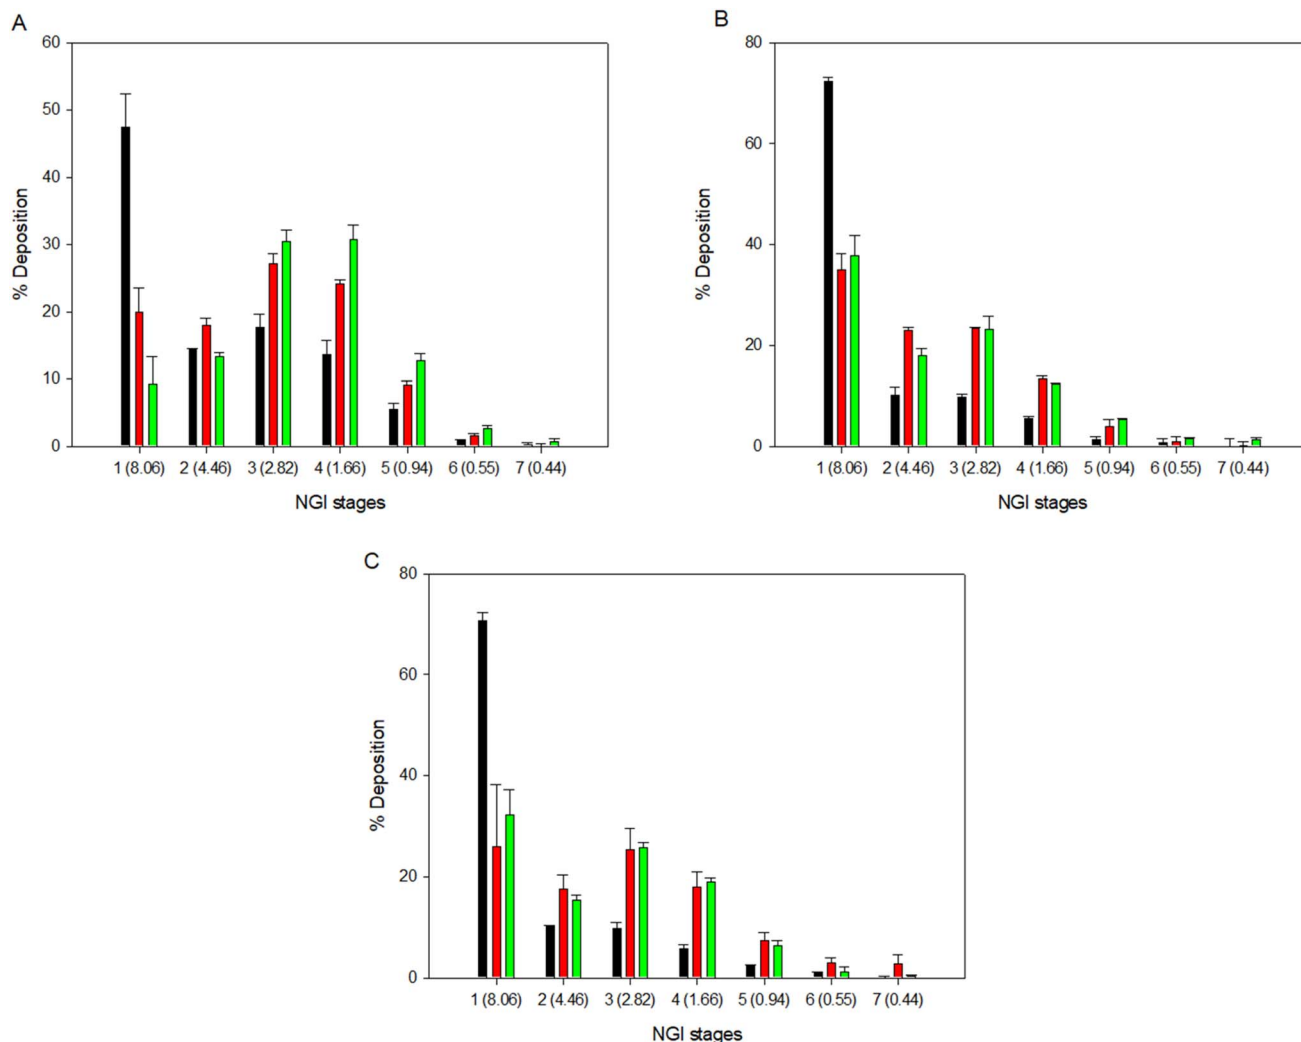 A
60
50
40
30
20
10
0
% Deposition
1 (8.06) 2 (4.46) 3 (2.82) 4 (1.66) 5 (0.94) 6 (0.55) 7 (0.44)
NGI stages
B
80
60
40
20
0
% Deposition
1 (8.06) 2 (4.46) 3 (2.82) 4 (1.66) 5 (0.94) 6 (0.55) 7 (0.44)
NGI stages
C
80
60
40
20
0
% Deposition
1 (8.06) 2 (4.46) 3 (2.82) 4 (1.66) 5 (0.94) 6 (0.55) 7 (0.44)
NGI stages